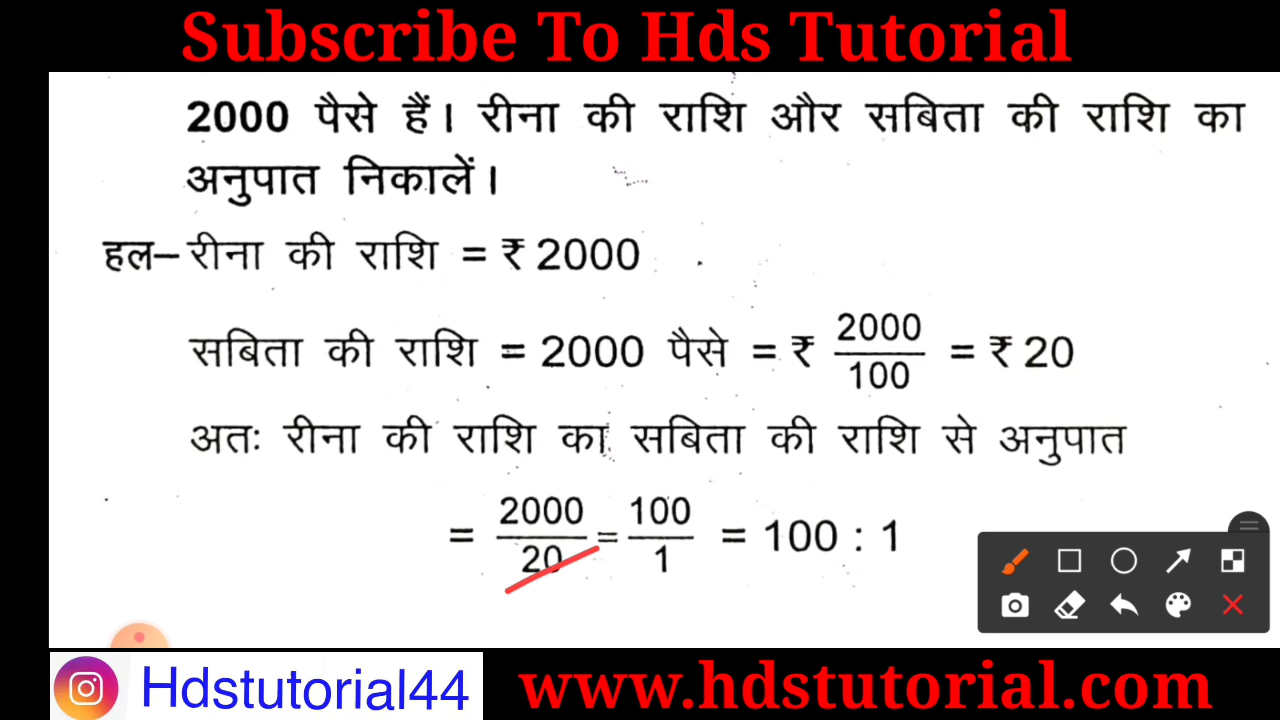 Subscribe To Hds Tutorial
2000 पैसे हैं। रीना की राशि और सबिता की राशि का
अनुपात निकालें।
हल– रीना की राशि = ₹ 2000
सबिता की राशि = 2000 पैसे = ₹ 2000/100 = ₹ 20
अतः रीना की राशि का सबिता की राशि से अनुपात
= 2000/20 = 100/1 = 100 : 1
Hdstutorial44
www.hdstutorial.com